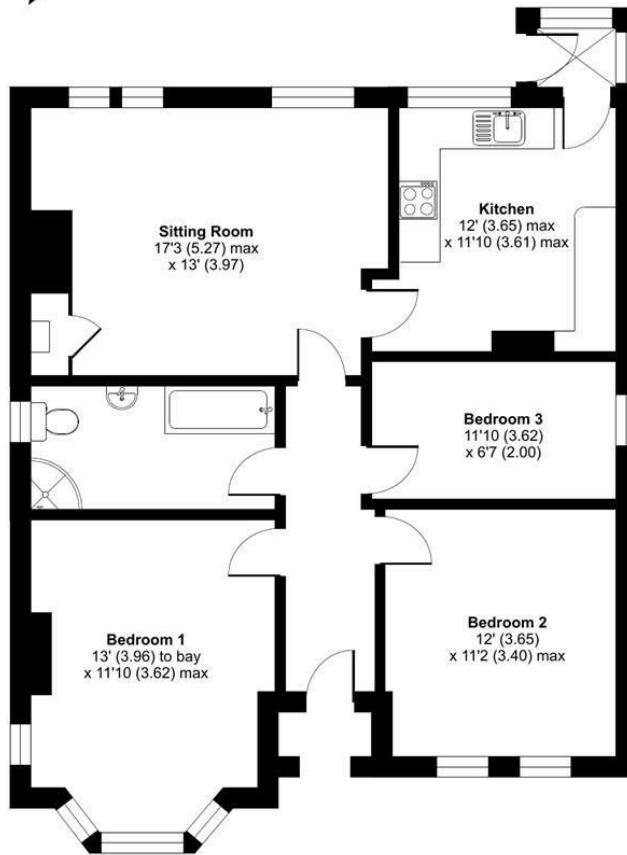 Sitting Room
17'3 (5.27) max
x 13' (3.97)
Kitchen
12' (3.65) max
x 11'10 (3.61) max
Bedroom 3
11'10 (3.62)
x 6'7 (2.00)
Bedroom 1
13' (3.96) to bay
x 11'10 (3.62) max
Bedroom 2
12' (3.65)
x 11'2 (3.40) max